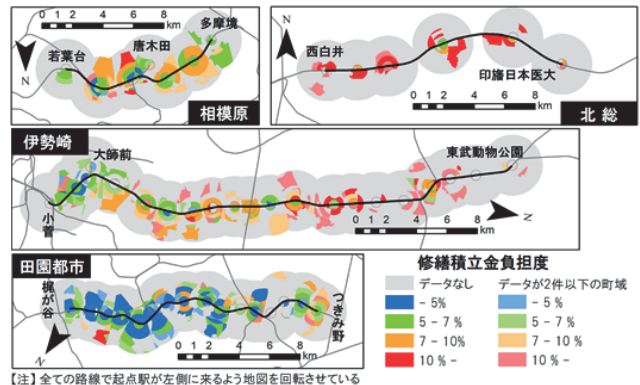 0 2 4 6 8 km
多摩境
若葉台
唐木田
N
相模原
N
西白井
印旛日本医大
0 2 4 6 8 km
北総
伊勢崎
大師前
東武動物公園
小菅
0 2 4 6 8 km
N
田園都市
梶が谷
つきみ野
N
0 2 4 6 8 km
修繕積立金負担度
データなし
- 5%
5 - 7 %
7 - 10%
10% -
データが2件以下の町域
- 5 %
5 - 7 %
7 - 10 %
10% -
【注】全ての路線で起点駅が左側に来るよう地図を回転させている